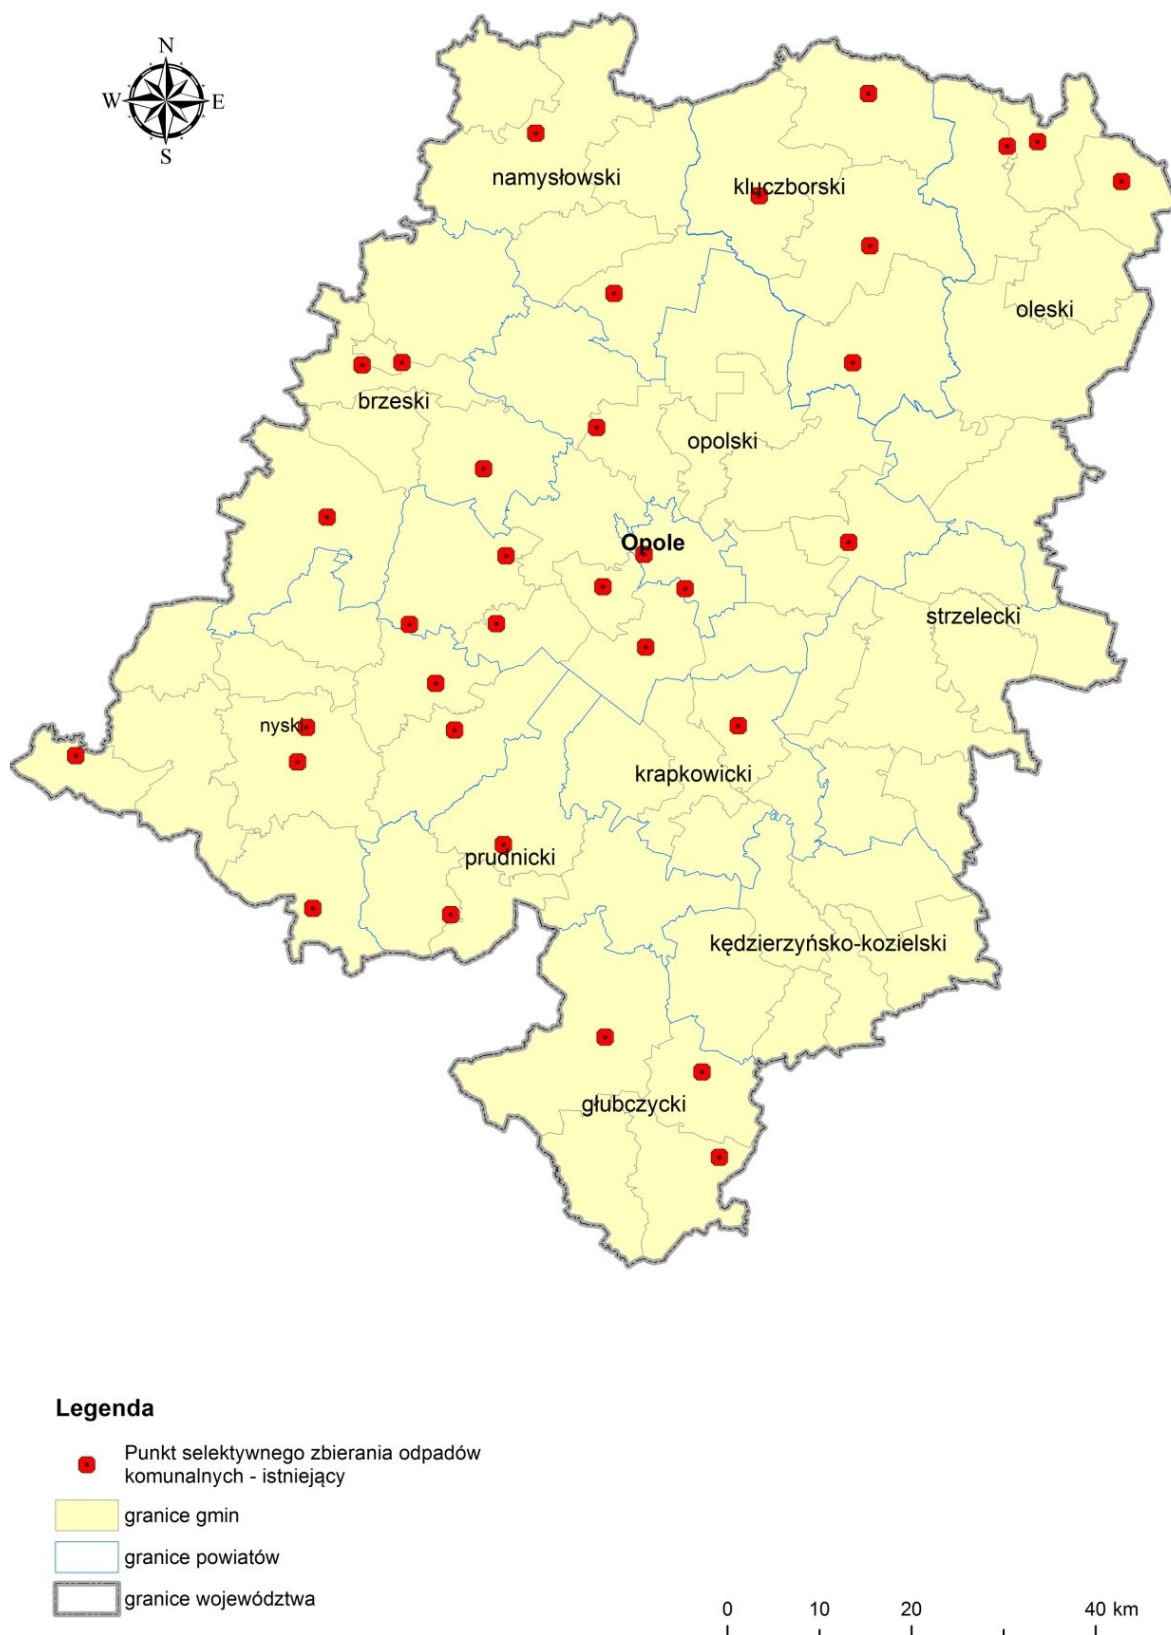 N
W E
S
namysłowski
kluczborski
oleski
brzeski
opolski
Opole
strzelecki
nyski
krapkowicki
prudnicki
kędzierzyńsko-kozielski
głubczycki
Legenda
Punkt selektywnego zbierania odpadów
komunalnych - istniejący
granice gmin
granice powiatów
granice województwa
0 10 20 40 km